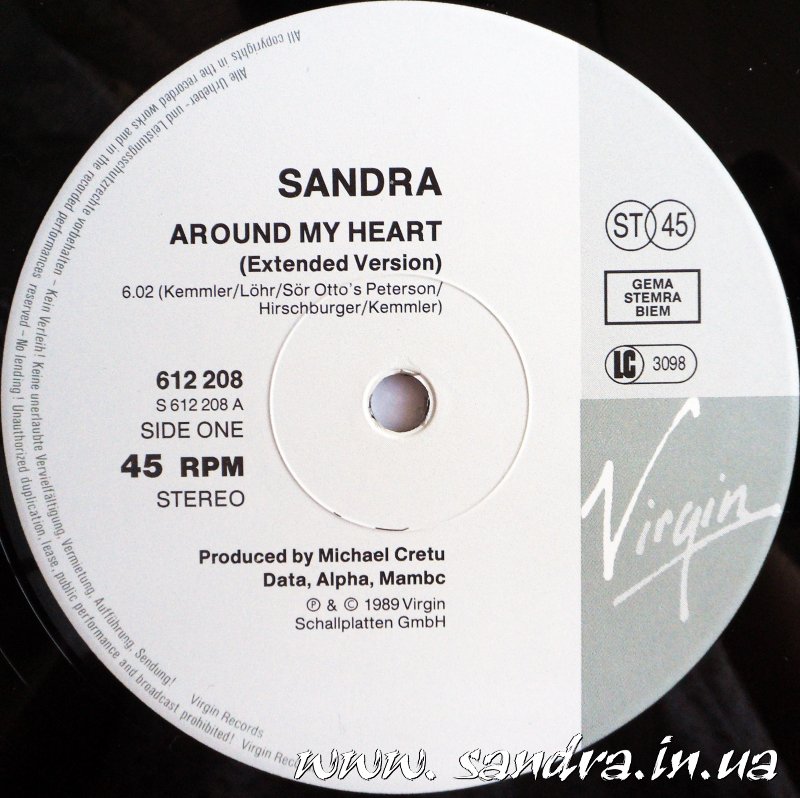 SANDRA
AROUND MY HEART
(Extended Version)
6.02 (Kemmler/Löhr/Sör Otto's Peterson/
Hirschburger/Kemmler)
612 208
S 612 208 A
SIDE ONE
45 RPM
STEREO
Produced by Michael Cretu
Data, Alpha, Mambc
Ⓟ & © 1989 Virgin
Schallplatten GmbH
ST 45
GEMA
STEMRA
BIEM
LC 3098
Virgin
Alle Urheber- und Leistungsschutzrechte vorbehalten – Kein Verleih! Keine unerlaubte Vervielfältigung, Vermietung, Aufführung, Sendung! Virgin Records
All copyrights in the recorded works and in the recorded performances reserved – No lending! Unauthorized duplication, lease, public performance and broadcast prohibited! Virgin
www.sandra.in.ua